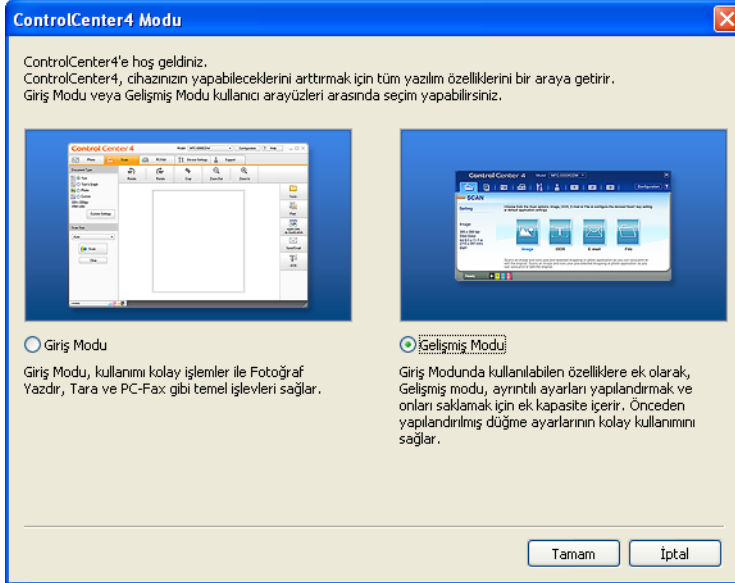 ControlCenter4 Modu
ControlCenter4'e hoş geldiniz.
ControlCenter4, cihazınızın yapabileceklerini arttırmak için tüm yazılım özelliklerini bir araya getirir.
Giriş Modu veya Gelişmiş Modu kullanıcı arayüzleri arasında seçim yapabilirsiniz.
Control Center 4
Control Center 4
SCAN
Image
OCR
E-mail
File
Giriş Modu
Giriş Modu, kullanımı kolay işlemler ile Fotoğraf
Yazdır, Tara ve PC-Fax gibi temel işlevleri sağlar.
Gelişmiş Modu
Giriş Modunda kullanılabilen özelliklere ek olarak,
Gelişmiş modu, ayrıntılı ayarları yapılandırmak ve
onları saklamak için ek kapasite içerir. Önceden
yapılandırılmış düğme ayarlarının kolay kullanımını
sağlar.
Tamam
İptal